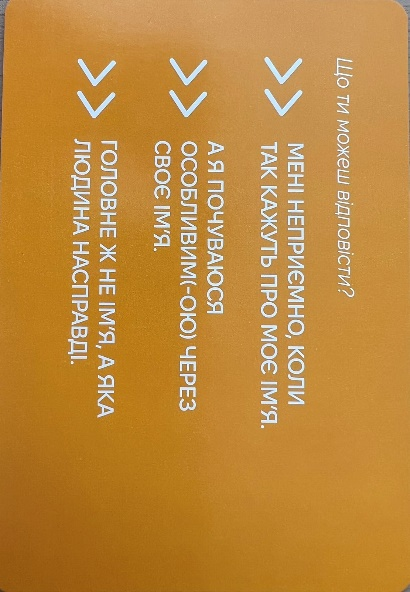 Що ти можеш відповісти?
МЕНІ НЕПРИЄМНО, КОЛИ
ТАК КАЖУТЬ ПРО МОЄ ІМ'Я.
А Я ПОЧУВАЮСЯ
ОСОБЛИВИМ(-ОЮ) ЧЕРЕЗ
СВОЄ ІМ'Я.
ГОЛОВНЕ Ж НЕ ІМ'Я, А ЯКА
ЛЮДИНА НАСПРАВДІ.